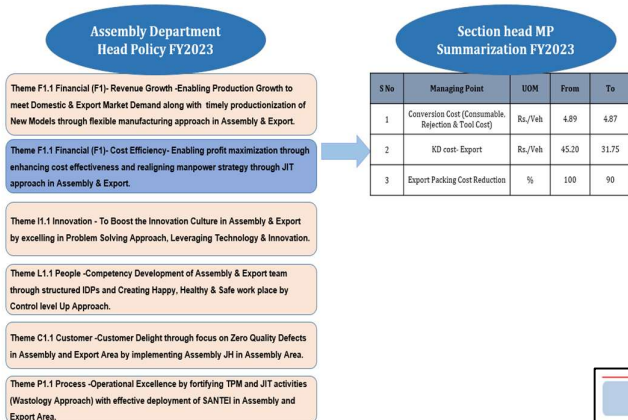 Assembly Department
Head Policy FY2023
Theme F1.1 Financial (F1)- Revenue Growth -Enabling Production Growth to
meet Domestic & Export Market Demand along with timely productionization of
New Models through flexible manufacturing approach in Assembly & Export.
Theme F1.1 Financial (F1)- Cost Efficiency- Enabling profit maximization through
enhancing cost effectiveness and realigning manpower strategy through JIT
approach in Assembly & Export.
Theme I1.1 Innovation - To Boost the Innovation Culture in Assembly & Export
by excelling in Problem Solving Approach, Leveraging Technology & Innovation.
Theme L1.1 People -Competency Development of Assembly & Export team
through structured IDPs and Creating Happy, Healthy & Safe work place by
Control level Up Approach.
Theme C1.1 Customer -Customer Delight through focus on Zero Quality Defects
in Assembly and Export Area by implementing Assembly JH in Assembly Area.
Theme P1.1 Process -Operational Excellence by fortifying TPM and JIT activities
(Wastology Approach) with effective deployment of SANTEI in Assembly and
Export Area.
Section head MP
Summarization FY2023
S No Managing Point UOM From To
1 Conversion Cost (Consumable, Rejection & Tool Cost) Rs./Veh 4.89 4.87
2 KD cost- Export Rs./Veh 45.20 31.75
3 Export Packing Cost Reduction % 100 90